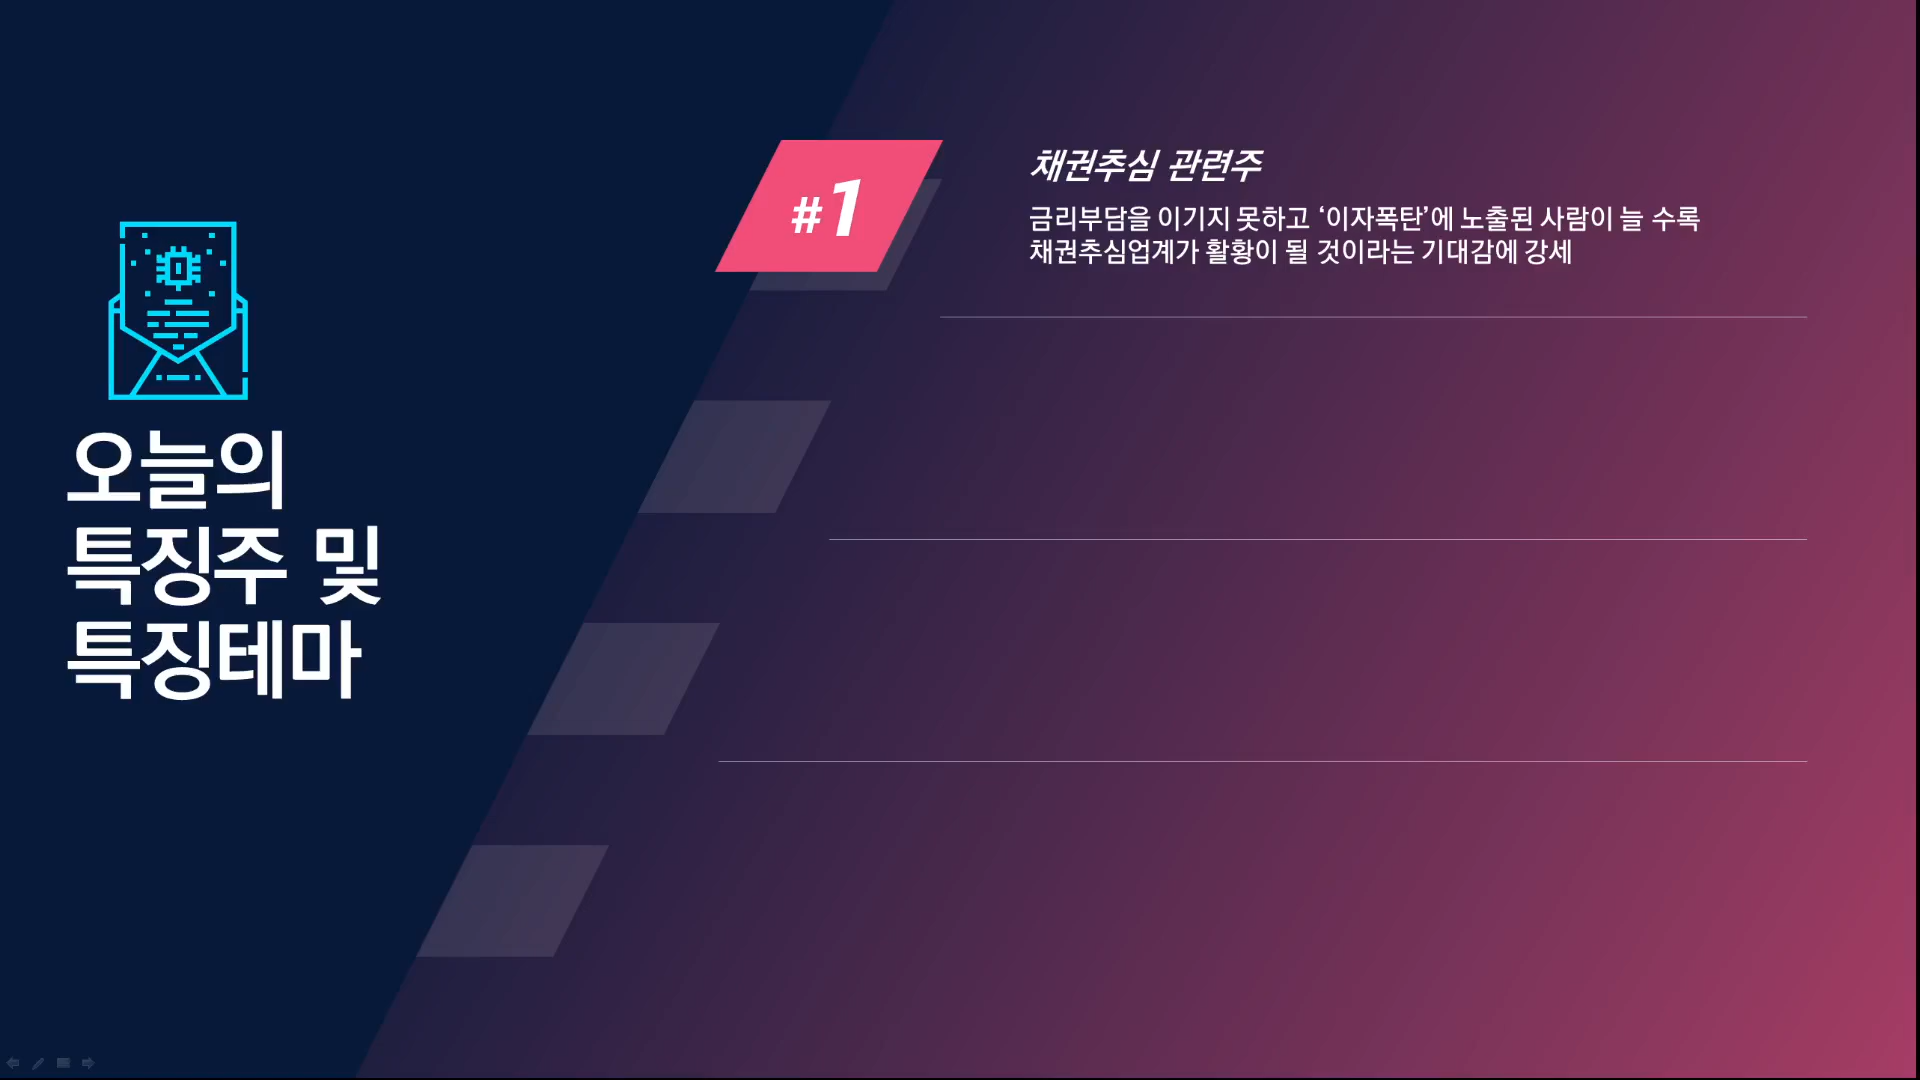 오늘의
특징주 및
특징테마
#1
채권추심 관련주
금리부담을 이기지 못하고 ‘이자폭탄’에 노출된 사람이 늘 수록
채권추심업계가 활황이 될 것이라는 기대감에 강세